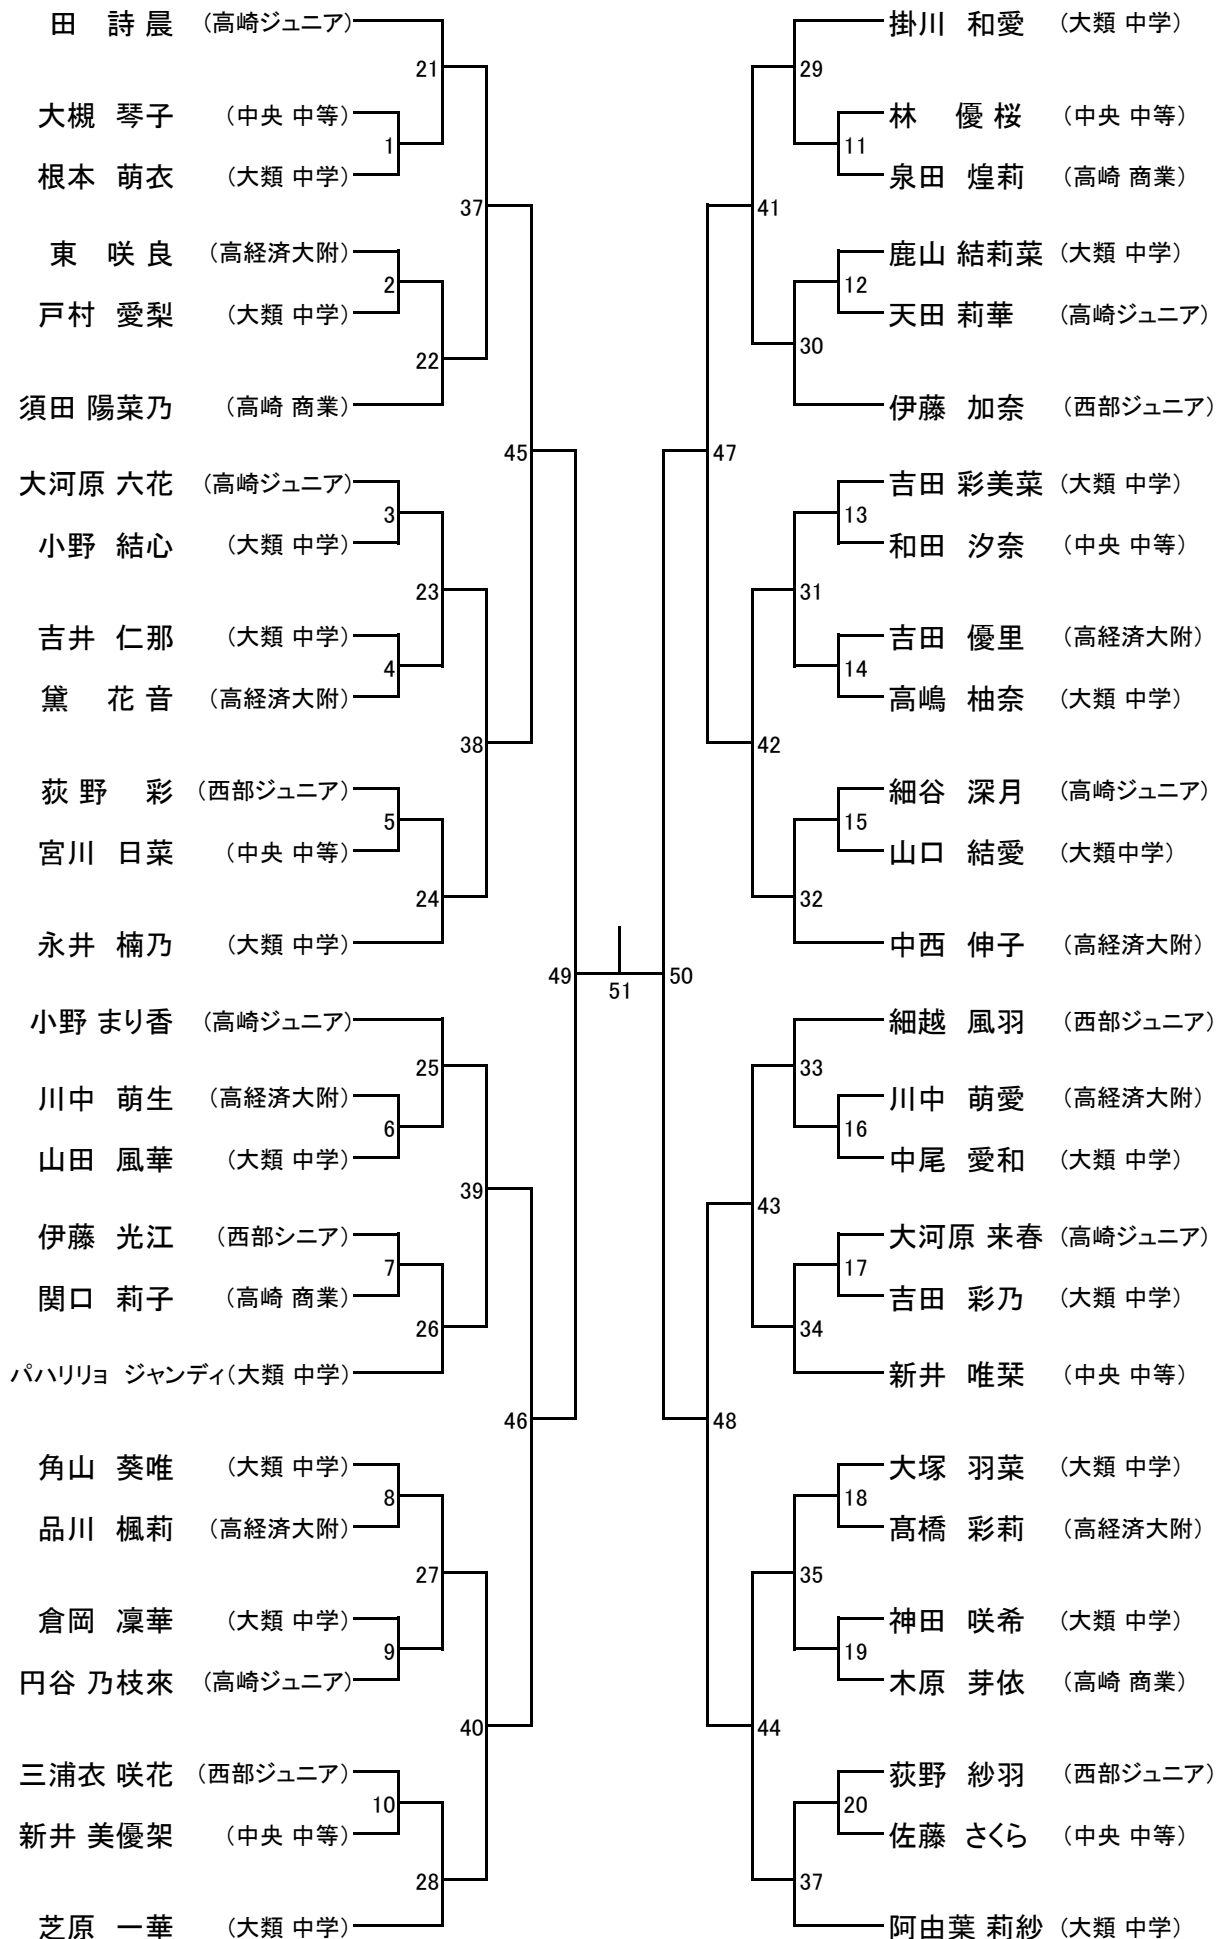 田 詩晨 (高崎ジュニア)
21
大槻 琴子 (中央 中等)
1
根本 萌衣 (大類 中学)
37
東 咲良 (高経済大附)
2
戸村 愛梨 (大類 中学)
22
須田 陽菜乃 (高崎 商業)
45
大河原 六花 (高崎ジュニア)
3
小野 結心 (大類 中学)
23
吉井 仁那 (大類 中学)
4
黛 花音 (高経済大附)
38
荻野 彩 (西部ジュニア)
5
宮川 日菜 (中央 中等)
24
永井 楠乃 (大類 中学)
49
小野 まり香 (高崎ジュニア)
25
川中 萌生 (高経済大附)
6
山田 風華 (大類 中学)
39
伊藤 光江 (西部シニア)
7
関口 莉子 (高崎 商業)
26
パハリリョ ジャンディ(大類 中学)
46
角山 葵唯 (大類 中学)
8
品川 楓莉 (高経済大附)
27
倉岡 凜華 (大類 中学)
9
円谷 乃枝來 (高崎ジュニア)
40
三浦衣 咲花 (西部ジュニア)
10
新井 美優架 (中央 中等)
28
芝原 一華 (大類 中学)
51
掛川 和愛 (大類 中学)
29
林 優桜 (中央 中等)
11
泉田 煌莉 (高崎 商業)
41
鹿山 結莉菜 (大類 中学)
12
天田 莉華 (高崎ジュニア)
30
伊藤 加奈 (西部ジュニア)
47
吉田 彩美菜 (大類 中学)
13
和田 汐奈 (中央 中等)
31
吉田 優里 (高経済大附)
14
高嶋 柚奈 (大類 中学)
42
細谷 深月 (高崎ジュニア)
15
山口 結愛 (大類中学)
32
中西 伸子 (高経済大附)
50
細越 風羽 (西部ジュニア)
33
川中 萌愛 (高経済大附)
16
中尾 愛和 (大類 中学)
43
大河原 来春 (高崎ジュニア)
17
吉田 彩乃 (大類 中学)
34
新井 唯栞 (中央 中等)
48
大塚 羽菜 (大類 中学)
18
髙橋 彩莉 (高経済大附)
35
神田 咲希 (大類 中学)
19
木原 芽依 (高崎 商業)
44
荻野 紗羽 (西部ジュニア)
20
佐藤 さくら (中央 中等)
37
阿由葉 莉紗 (大類 中学)